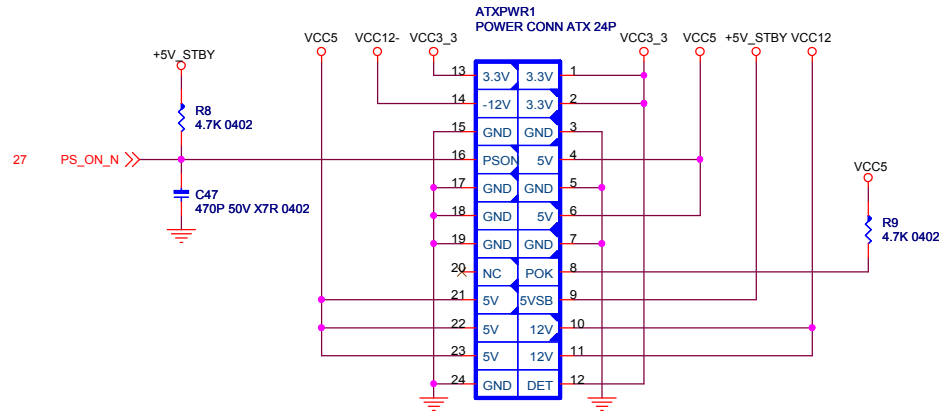 ATXPWR1
POWER CONN ATX 24P
VCC5 VCC12- VCC3_3 VCC3_3 VCC5 +5V_STBY VCC12
+5V_STBY
13 3.3V 3.3V 1
R8
4.7K 0402
14 -12V 3.3V 2
15 GND GND 3
27 PS_ON_N
16 PSON 5V 4
VCC5
17 GND GND 5
C47
470P 50V X7R 0402
18 GND 5V 6
R9
4.7K 0402
19 GND GND 7
20 NC POK 8
21 5V 5VSB 9
22 5V 12V 10
23 5V 12V 11
24 GND DET 12